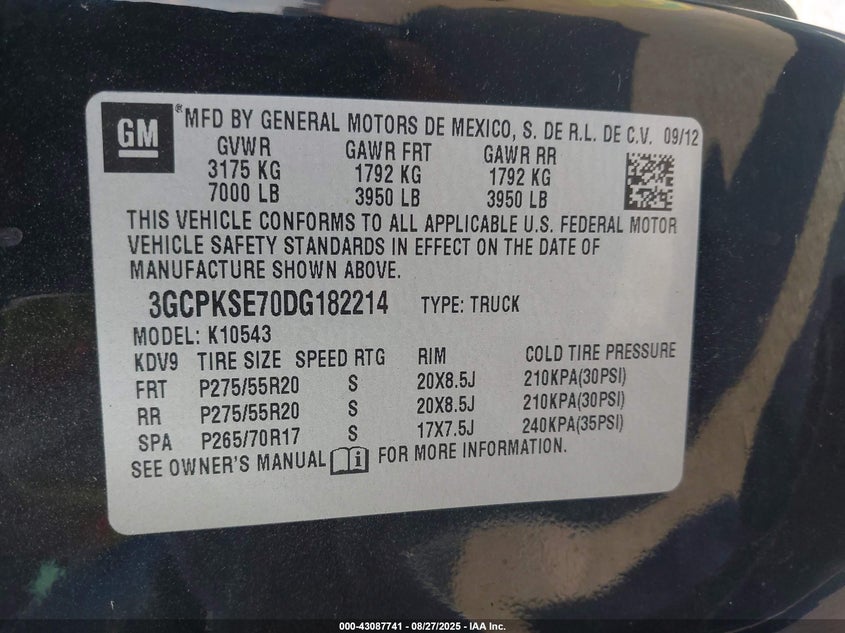 GM
®MFD BY GENERAL MOTORS DE MEXICO, S. DE R.L. DE C.V. 09/12
GVWR GAWR FRT GAWR RR
3175 KG 1792 KG 1792 KG
7000 LB 3950 LB 3950 LB
THIS VEHICLE CONFORMS TO ALL APPLICABLE U.S. FEDERAL MOTOR
VEHICLE SAFETY STANDARDS IN EFFECT ON THE DATE OF
MANUFACTURE SHOWN ABOVE.
3GCPKSE70DG182214 TYPE: TRUCK
MODEL: K10543
KDV9 TIRE SIZE SPEED RTG RIM COLD TIRE PRESSURE
FRT P275/55R20 S 20X8.5J 210KPA(30PSI)
RR P275/55R20 S 20X8.5J 210KPA(30PSI)
SPA P265/70R17 S 17X7.5J 240KPA(35PSI)
SEE OWNER'S MANUAL i FOR MORE INFORMATION.
000-43087741 / 08/27/2025 - IAA Inc.